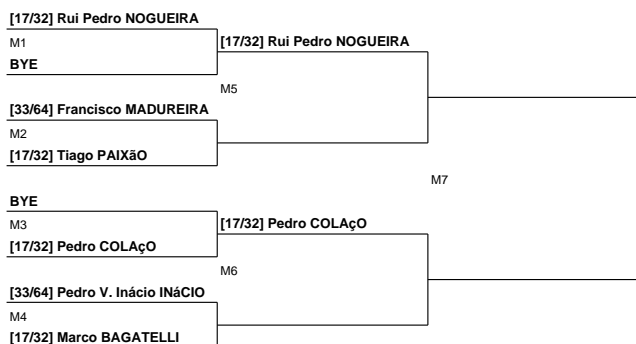 [17/32] Rui Pedro NOGUEIRA
M1
[17/32] Rui Pedro NOGUEIRA
BYE
M5
[33/64] Francisco MADUREIRA
M2
[17/32] Tiago PAIXãO
M7
BYE
M3
[17/32] Pedro COLAçO
[17/32] Pedro COLAçO
M6
[33/64] Pedro V. Inácio INáCIO
M4
[17/32] Marco BAGATELLI